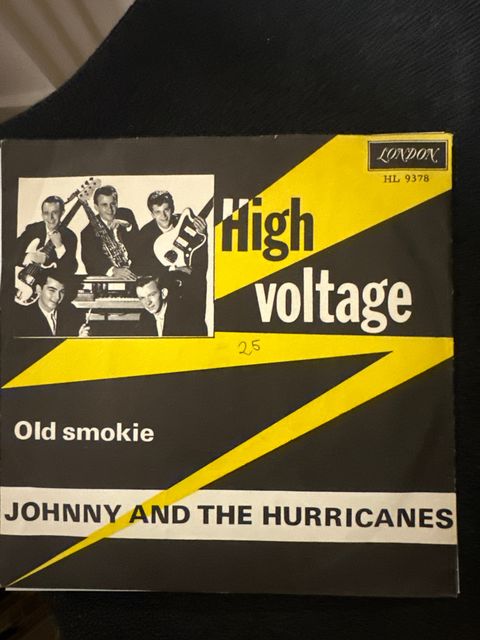 LONDON
HL 9378
High
voltage
25
Old smokie
JOHNNY AND THE HURRICANES